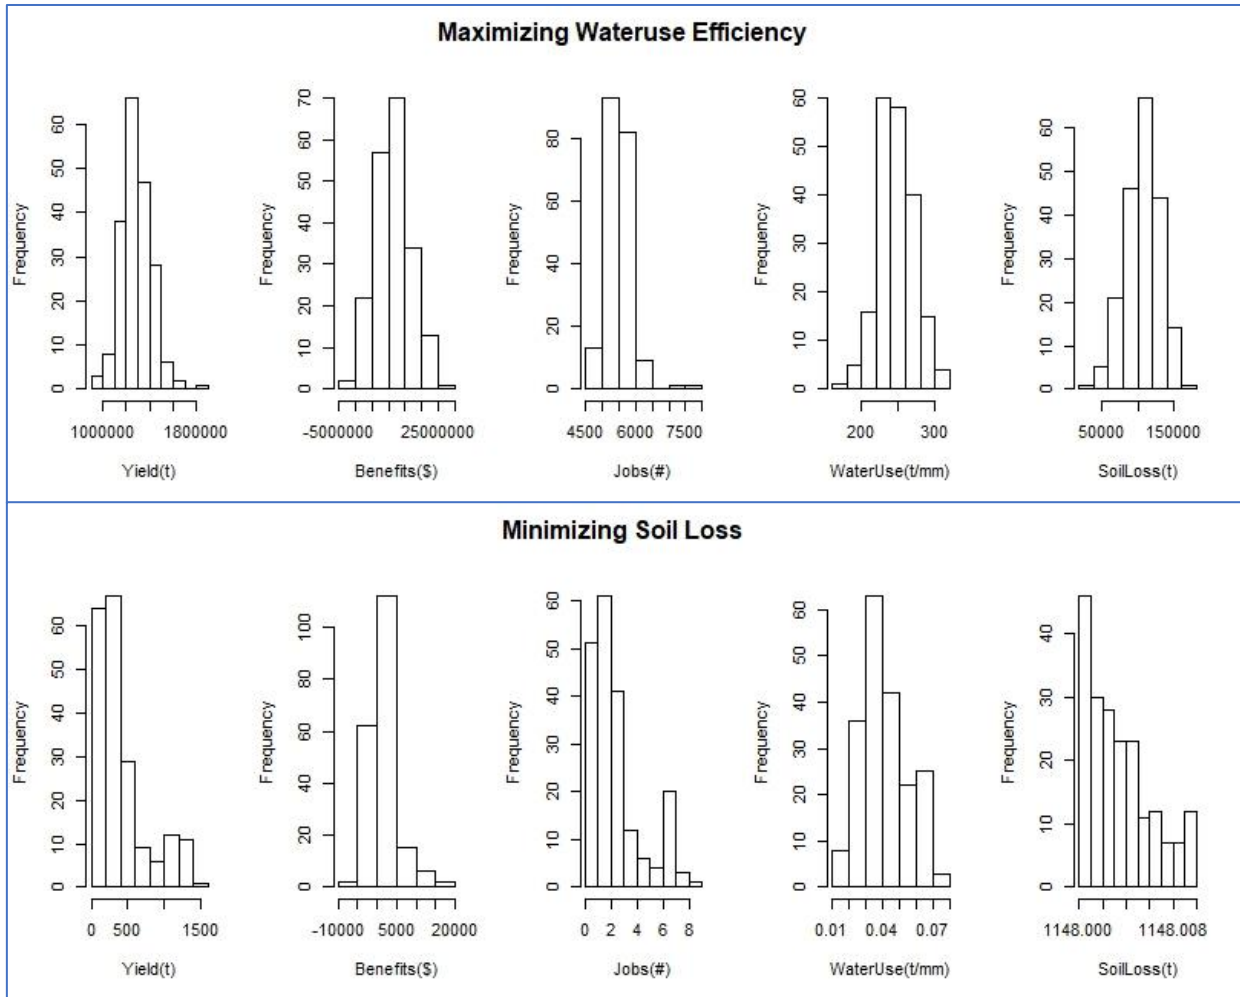 Maximizing Wateruse Efficiency
Frequency
0 10 20 30 40 50 60
1000000 1800000
Yield(t)
Frequency
0 10 20 30 40 50 60 70
-5000000 25000000
Benefits($)
Frequency
0 20 40 60 80
4500 6000 7500
Jobs(#)
Frequency
0 10 20 30 40 50 60
200 300
WaterUse(t/mm)
Frequency
0 10 20 30 40 50 60
50000 150000
SoilLoss(t)
Minimizing Soil Loss
Frequency
0 10 20 30 40 50 60
0 500 1500
Yield(t)
Frequency
0 20 40 60 80 100
-10000 5000 20000
Benefits($)
Frequency
0 10 20 30 40 50 60
0 2 4 6 8
Jobs(#)
Frequency
0 10 20 30 40 50 60
0.01 0.04 0.07
WaterUse(t/mm)
Frequency
0 10 20 30 40
1148.000 1148.008
SoilLoss(t)